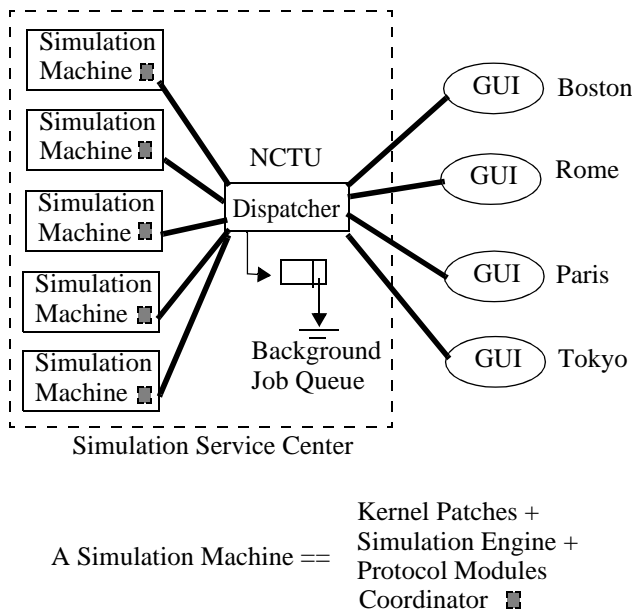 Simulation
Machine
Simulation
Machine
Simulation
Machine
Simulation
Machine
Simulation
Machine
NCTU
Dispatcher
Background
Job Queue
GUI Boston
GUI Rome
GUI Paris
GUI Tokyo
Simulation Service Center
A Simulation Machine ==
Kernel Patches +
Simulation Engine +
Protocol Modules
Coordinator